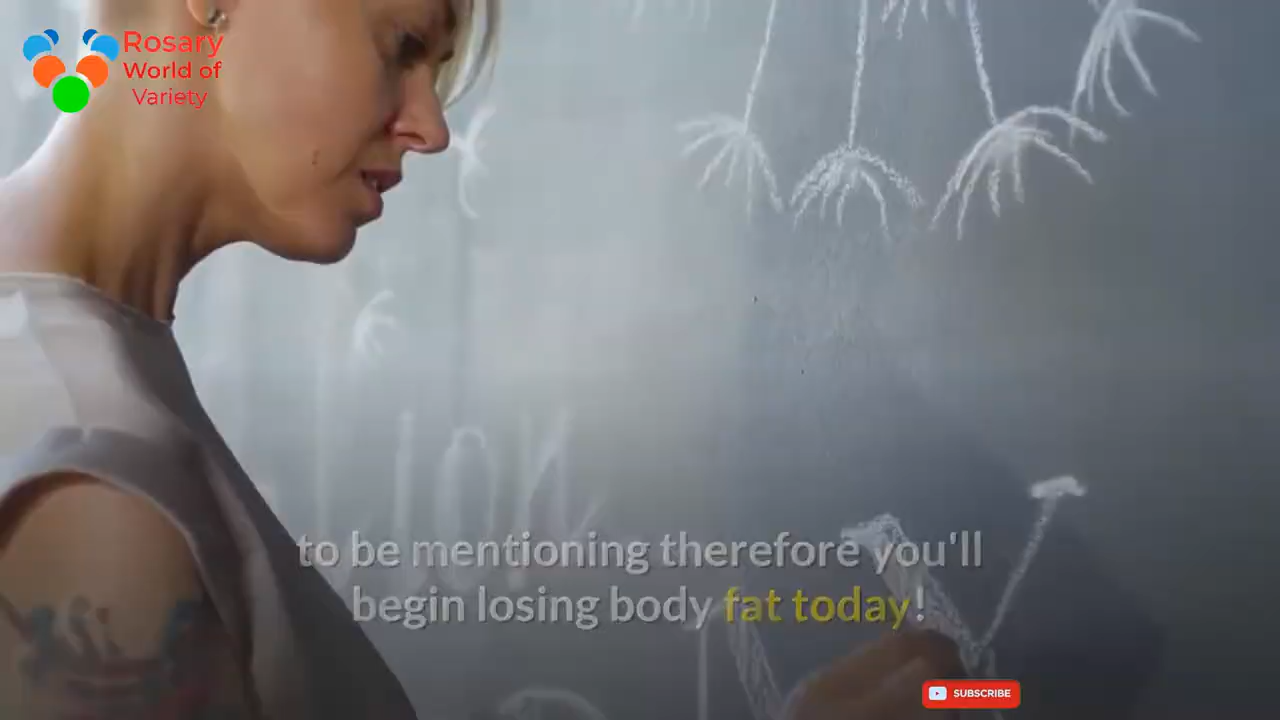 Rosary
World of
Variety
to be mentioning therefore you'll
begin losing body fat today!
SUBSCRIBE